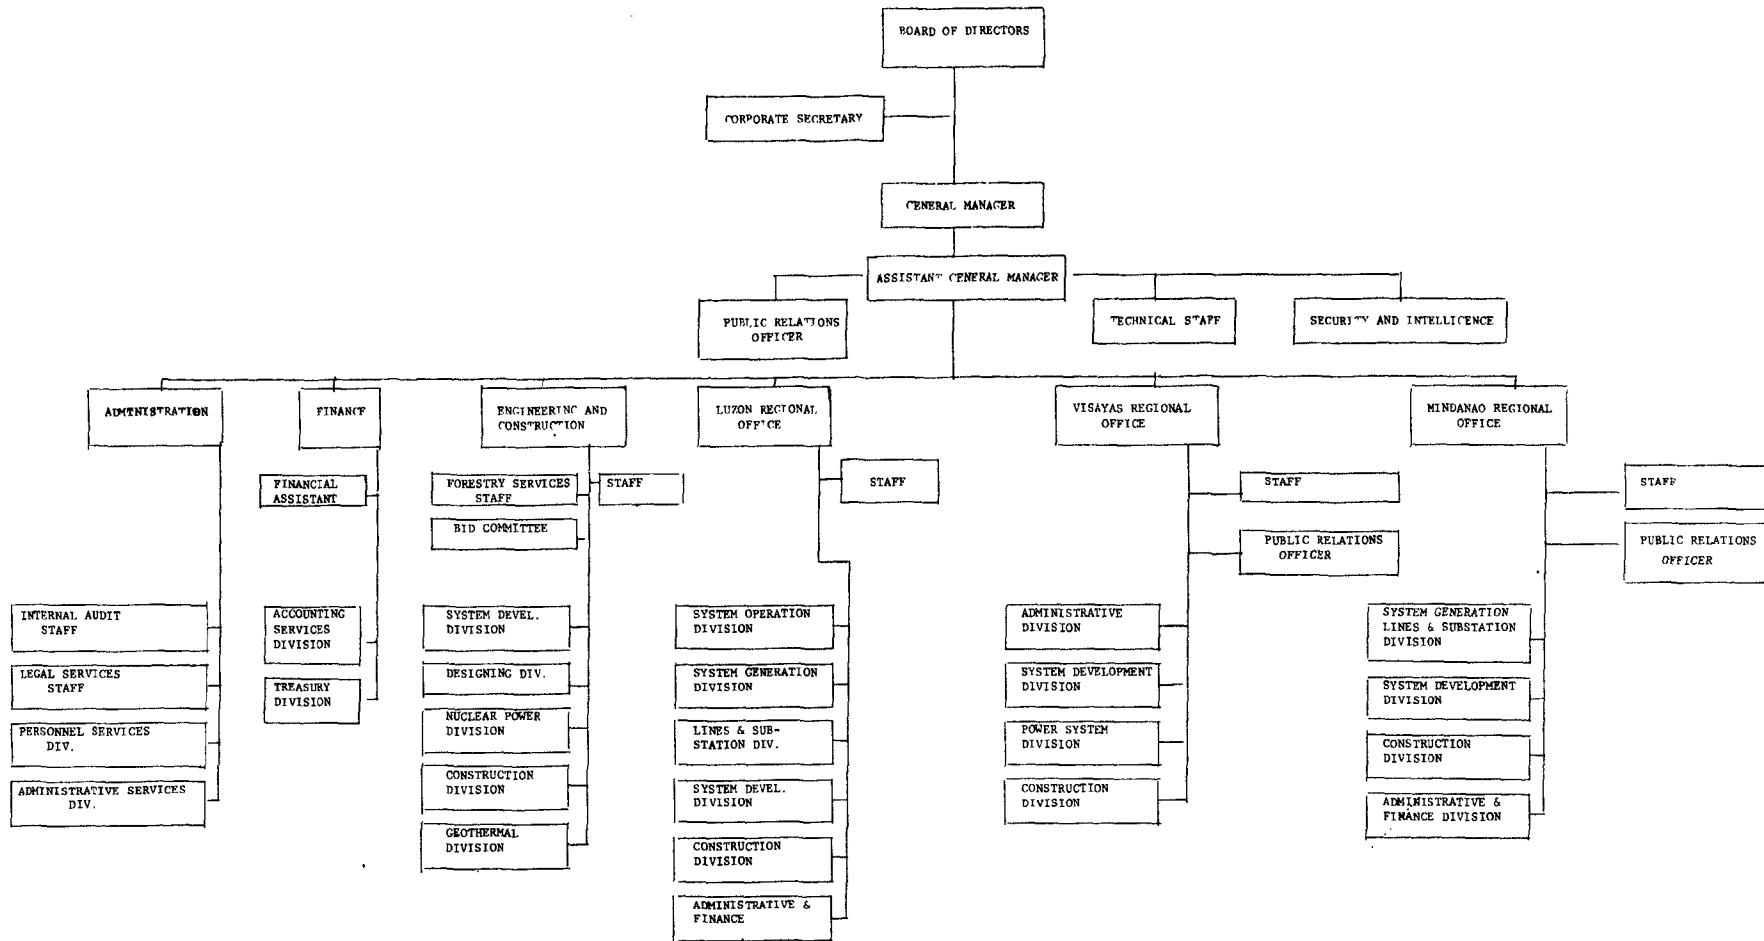 BOARD OF DIRECTORS
CORPORATE SECRETARY
GENERAL MANAGER
ASSISTANT GENERAL MANAGER
PUBLIC RELATIONS
OFFICER
TECHNICAL STAFF
SECURITY AND INTELLIGENCE
ADMINISTRATION
FINANCE
ENGINEERING AND
CONSTRUCTION
LUZON REGIONAL
OFFICE
VISAYAS REGIONAL
OFFICE
MINDANAO REGIONAL
OFFICE
FINANCIAL
ASSISTANT
FORESTRY SERVICES
STAFF
STAFF
BID COMMITTEE
STAFF
STAFF
PUBLIC RELATIONS
OFFICER
STAFF
PUBLIC RELATIONS
OFFICER
INTERNAL AUDIT
STAFF
LEGAL SERVICES
STAFF
PERSONNEL SERVICES
DIV.
ADMINISTRATIVE SERVICES
DIV.
ACCOUNTING
SERVICES
DIVISION
TREASURY
DIVISION
SYSTEM DEVEL.
DIVISION
DESIGNING DIV.
NUCLEAR POWER
DIVISION
CONSTRUCTION
DIVISION
GEOTHERMAL
DIVISION
SYSTEM OPERATION
DIVISION
SYSTEM GENERATION
DIVISION
LINES & SUB-
STATION DIV.
SYSTEM DEVEL.
DIVISION
CONSTRUCTION
DIVISION
ADMINISTRATIVE &
FINANCE
ADMINISTRATIVE
DIVISION
SYSTEM DEVELOPMENT
DIVISION
POWER SYSTEM
DIVISION
CONSTRUCTION
DIVISION
SYSTEM GENERATION
LINES & SUBSTATION
DIVISION
SYSTEM DEVELOPMENT
DIVISION
CONSTRUCTION
DIVISION
ADMINISTRATIVE &
FINANCE DIVISION